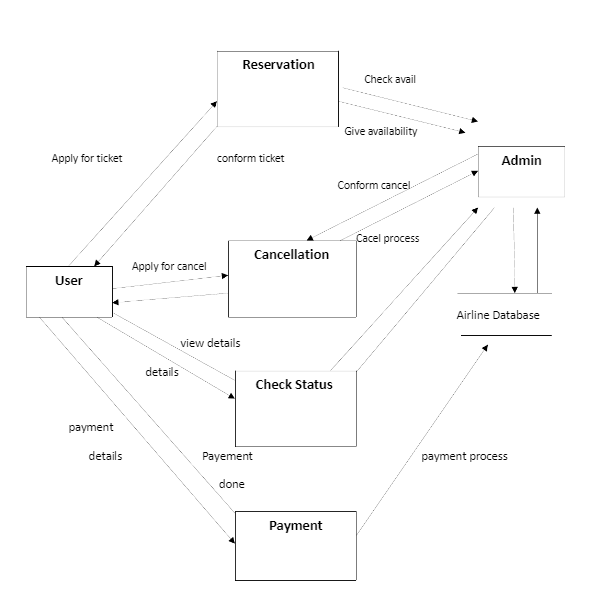 Reservation
Check avail
Give availability
Apply for ticket
conform ticket
Admin
Conform cancel
Cacel process
Cancellation
Apply for cancel
User
Airline Database
view details
details
Check Status
payment
details
Payement
done
payment process
Payment